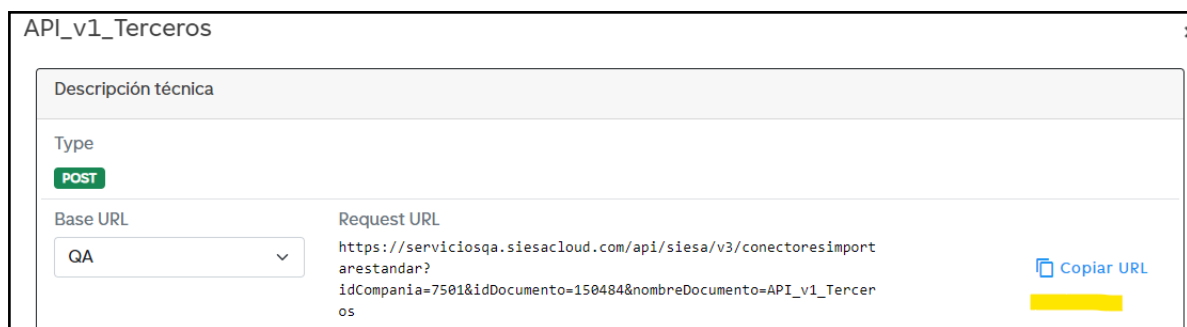 API_v1_Terceros
Descripción técnica
Type
POST
Base URL
QA
Request URL
https://serviciosqa.siesacloud.com/api/siesa/v3/conectoresimport
arestandar?
idCompania=7501&idDocumento=150484&nombreDocumento=API_v1_Tercer
os
Copiar URL